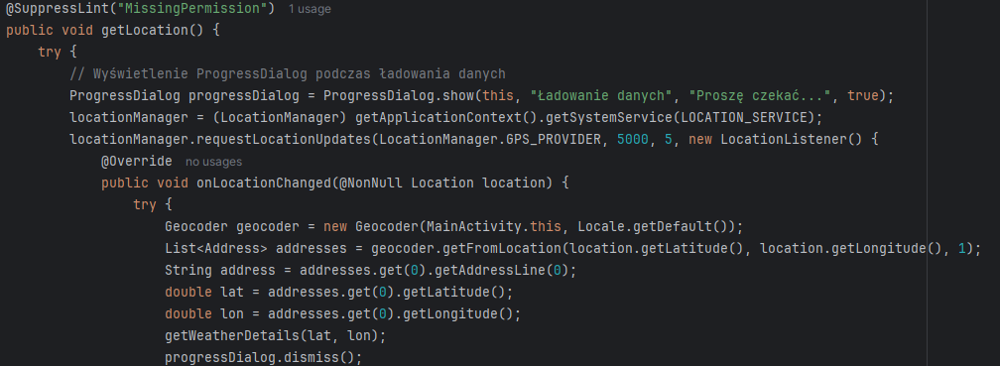 @SuppressLint("MissingPermission") 1 usage
public void getLocation() {
try {
// Wyświetlenie ProgressDialog podczas ładowania danych
ProgressDialog progressDialog = ProgressDialog.show(this, "Ładowanie danych", "Proszę czekać...", true);
locationManager = (LocationManager) getApplicationContext().getSystemService(LOCATION_SERVICE);
locationManager.requestLocationUpdates(LocationManager.GPS_PROVIDER, 5000, 5, new LocationListener() {
@Override no usages
public void onLocationChanged(@NonNull Location location) {
try {
Geocoder geocoder = new Geocoder(MainActivity.this, Locale.getDefault());
List<Address> addresses = geocoder.getFromLocation(location.getLatitude(), location.getLongitude(), 1);
String address = addresses.get(0).getAddressLine(0);
double lat = addresses.get(0).getLatitude();
double lon = addresses.get(0).getLongitude();
getWeatherDetails(lat, lon);
progressDialog.dismiss();